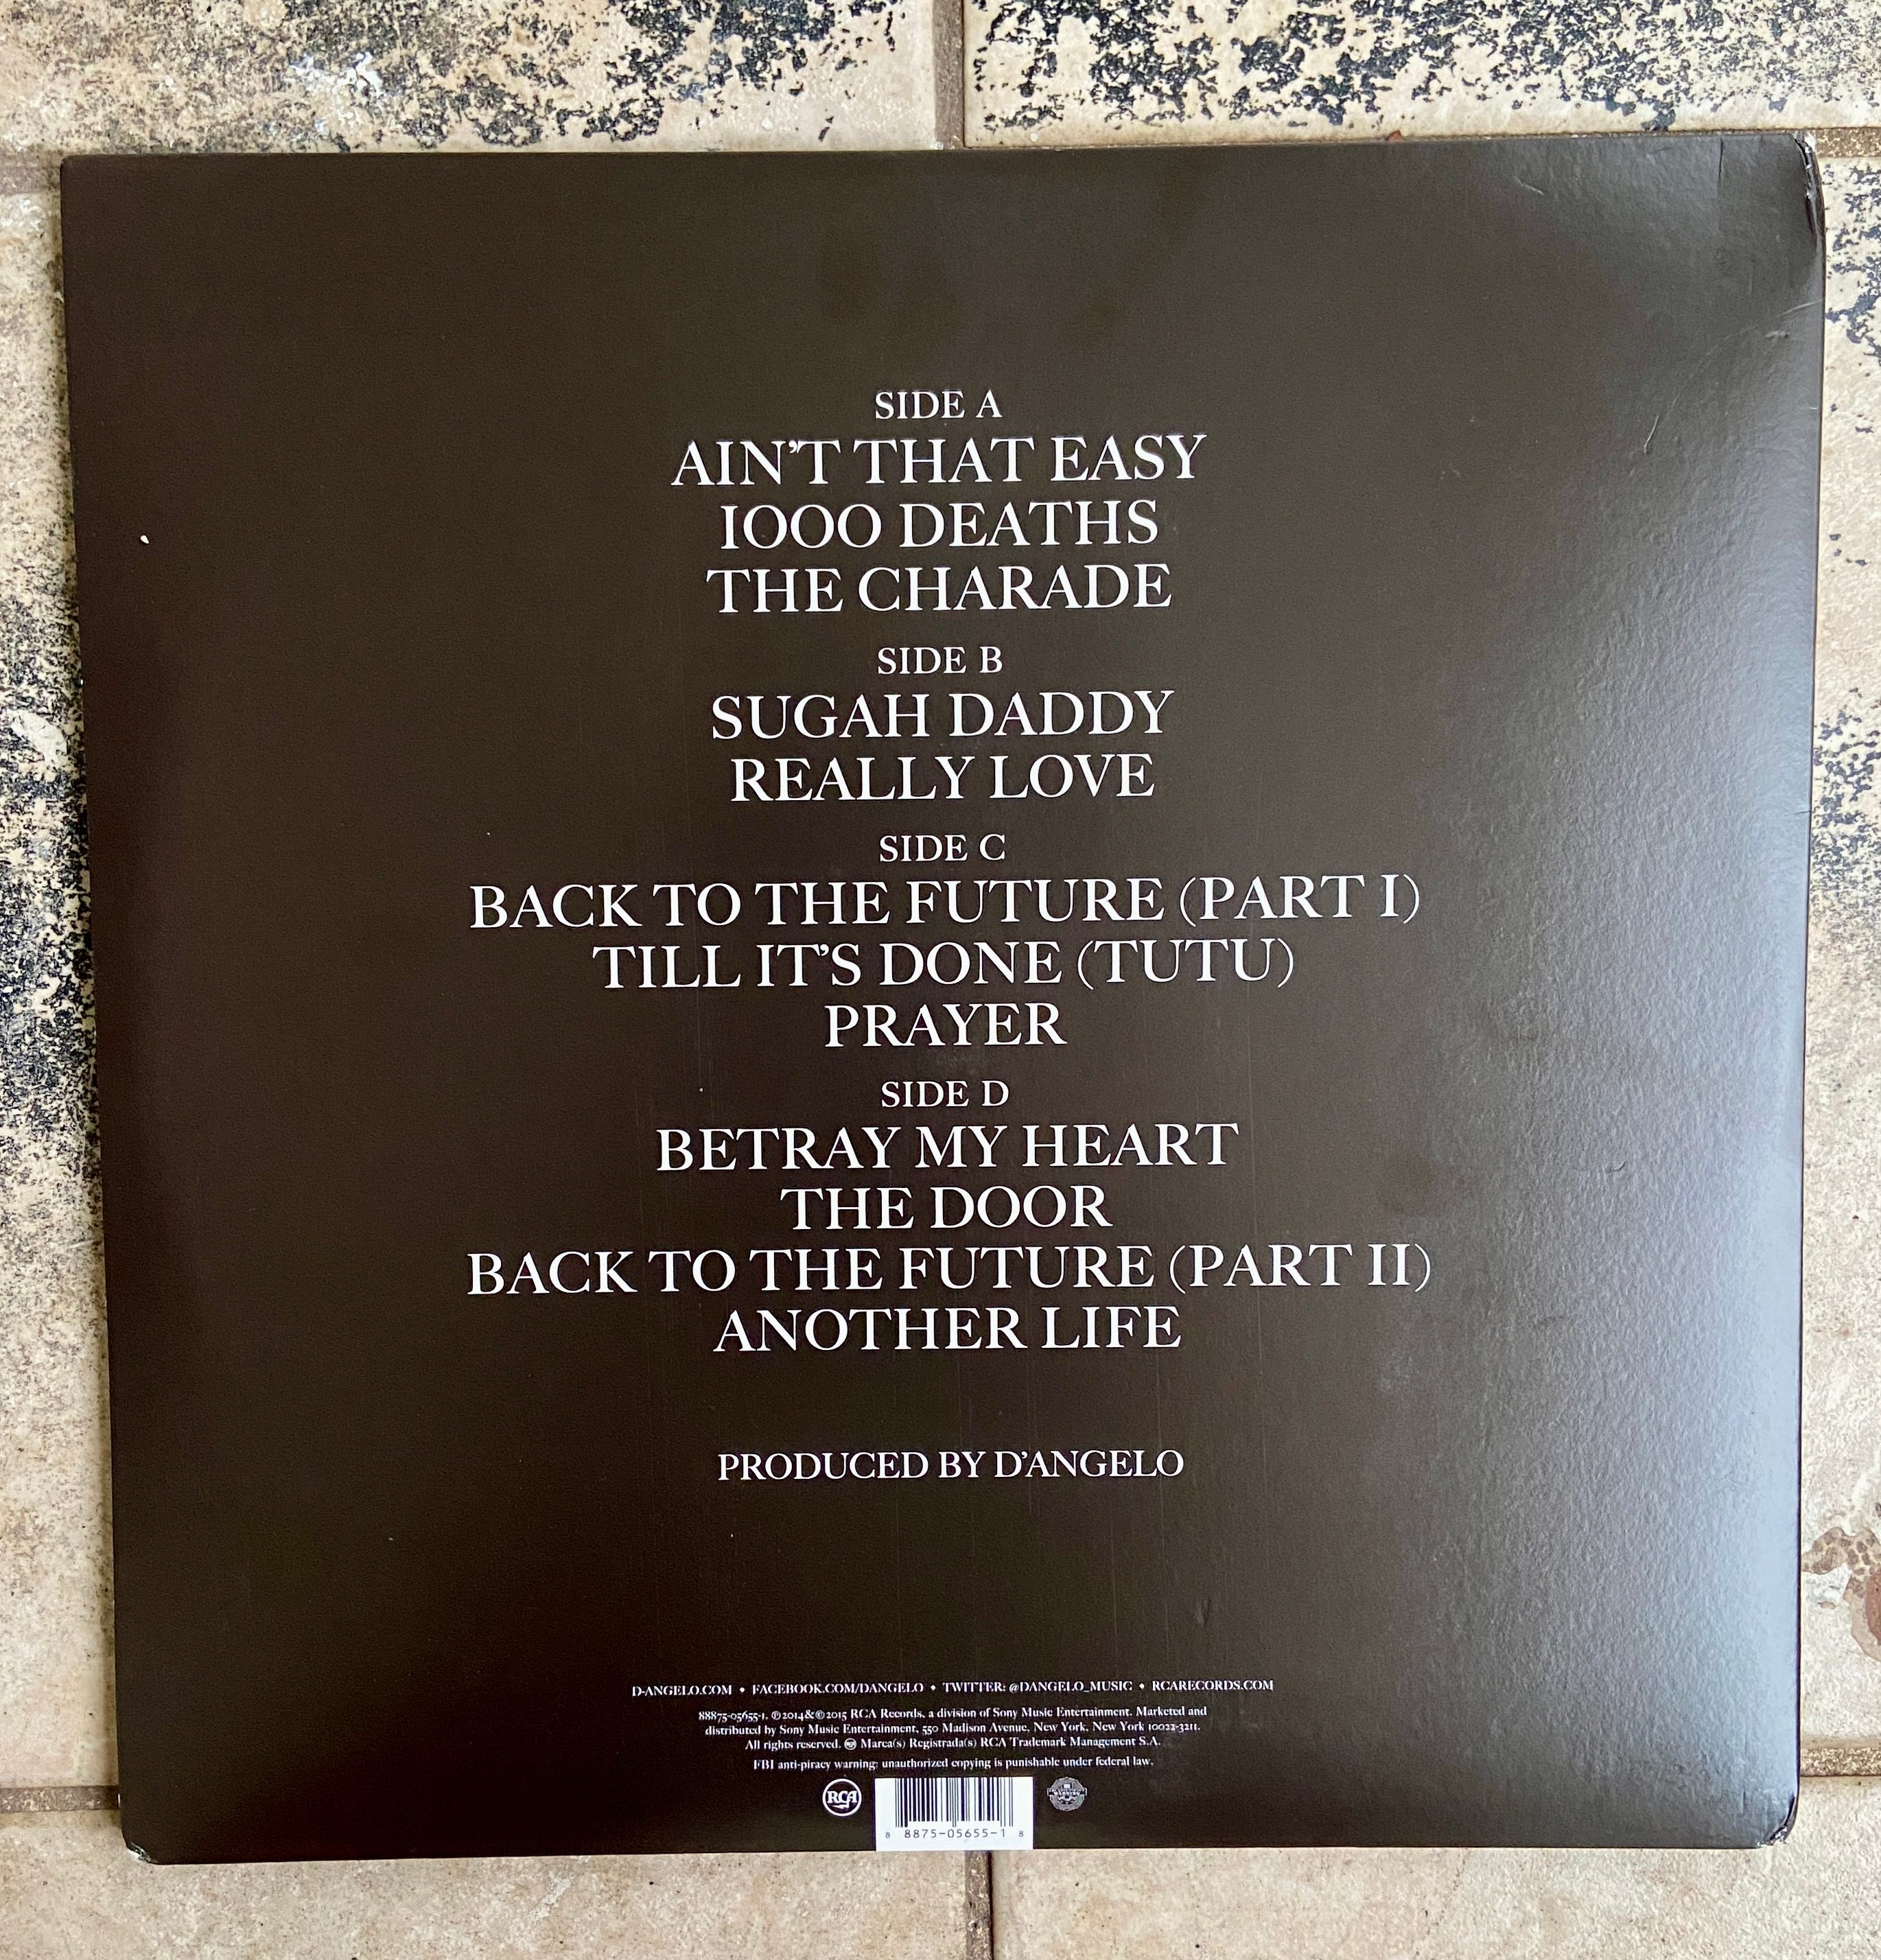 SIDE A
AIN'T THAT EASY
1000 DEATHS
THE CHARADE
SIDE B
SUGAH DADDY
REALLY LOVE
SIDE C
BACK TO THE FUTURE (PART I)
TILL IT'S DONE (TUTU)
PRAYER
SIDE D
BETRAY MY HEART
THE DOOR
BACK TO THE FUTURE (PART II)
ANOTHER LIFE
PRODUCED BY D'ANGELO
D-ANGELO.COM • FACEBOOK.COM/DANGELO • TWITTER: @DANGELO_MUSIC • RCARECORDS.COM
88875-05655-1. ℗2014&©2015 RCA Records, a division of Sony Music Entertainment. Marketed and
distributed by Sony Music Entertainment, 550 Madison Avenue, New York, New York 10022-3211.
All rights reserved. Marca(s) Registrada(s) RCA Trademark Management S.A.
FBI anti-piracy warning: unauthorized copying is punishable under federal law.
RCA
8 8875-05655-1 8